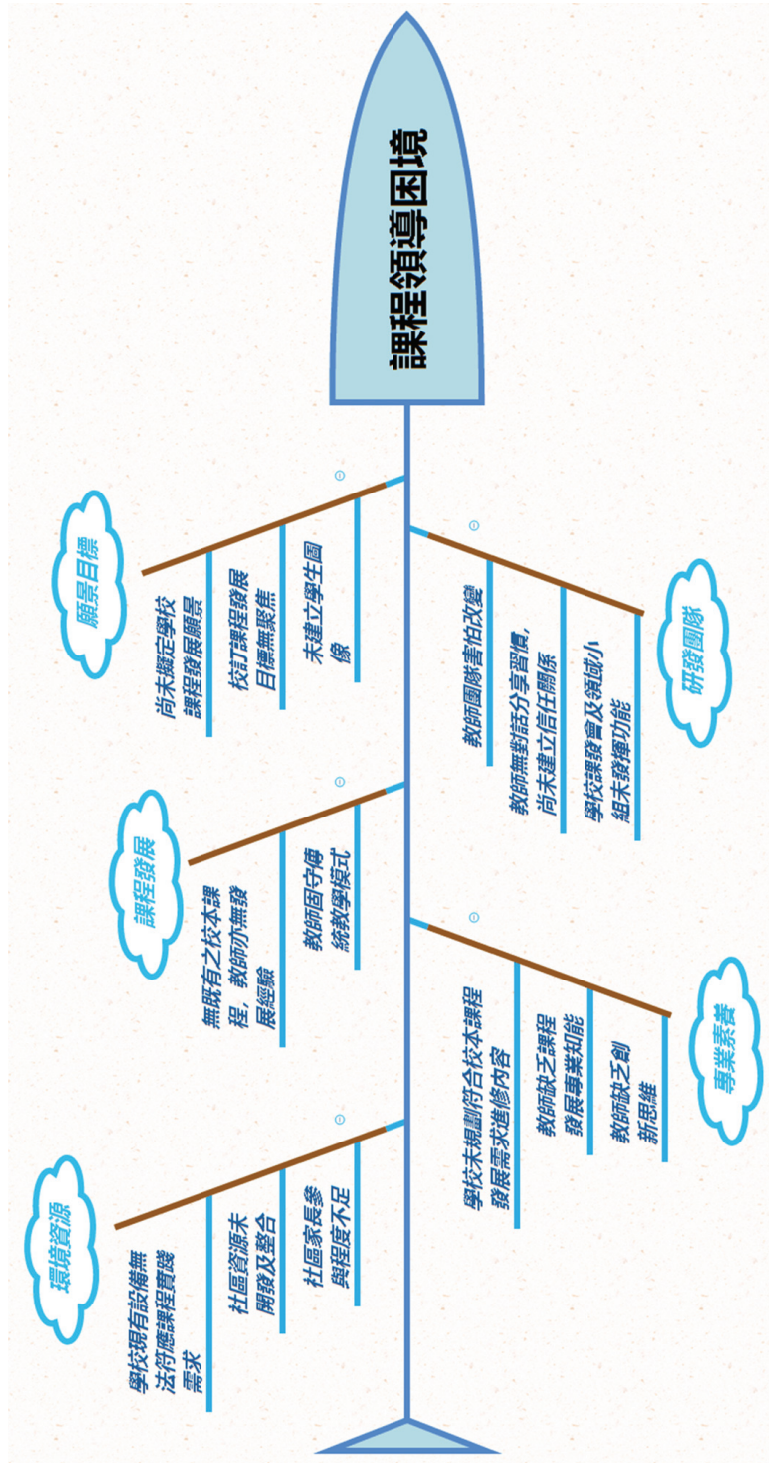 課程領導困境
願景目標
尚未擬定學校
課程發展願景
校訂課程發展
目標無聚焦
未建立學生圖
像
課程發展
無既有之校本課
程，教師亦無發
展經驗
教師固守傳
統教學模式
環境資源
學校現有設備無
法符應課程實踐
需求
社區資源未
開發及整合
社區家長參
與程度不足
研發團隊
教師團隊害怕改變
教師無對話分享習慣，
尚未建立信任關係
學校課發會及領域小
組未發揮功能
專業素養
學校未規劃符合校本課程
發展需求進修內容
教師缺乏課程
發展專業知能
教師缺乏創
新思維